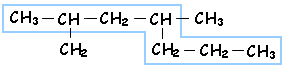 CH₃ – CH – CH₂ – CH – CH₃
CH₂ CH₂ – CH₂ – CH₃